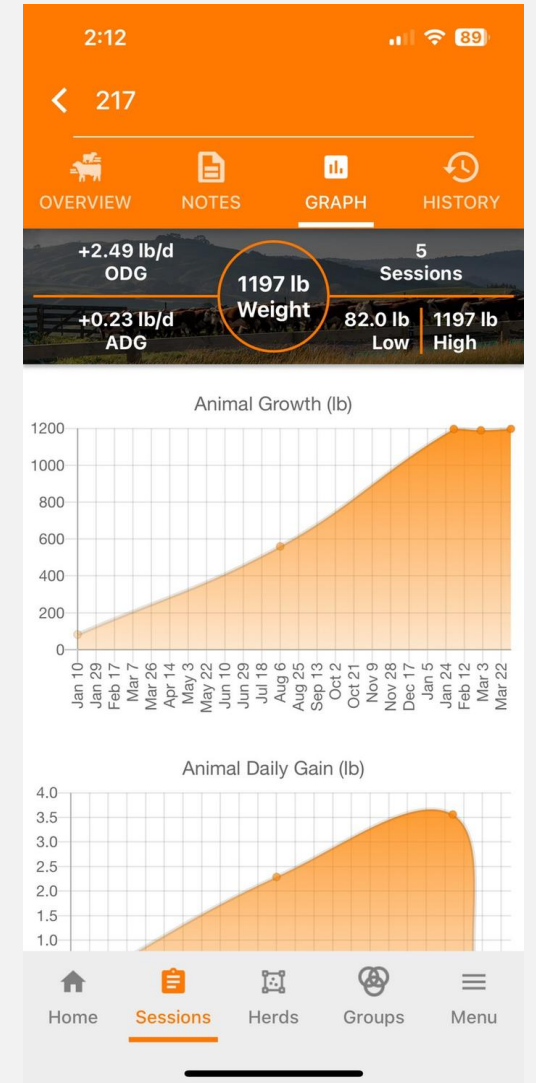 2:12
89
217
OVERVIEW NOTES GRAPH HISTORY
+2.49 lb/d
ODG
1197 lb
Weight
5
Sessions
+0.23 lb/d
ADG
82.0 lb
Low
1197 lb
High
Animal Growth (lb)
1200
1000
800
600
400
200
0
Jan 10
Jan 29
Feb 17
Mar 7
Mar 26
Apr 14
May 3
May 22
Jun 10
Jun 29
Jul 18
Aug 6
Aug 25
Sep 13
Oct 2
Oct 21
Nov 9
Nov 28
Dec 17
Jan 5
Jan 24
Feb 12
Mar 3
Mar 22
Animal Daily Gain (lb)
4.0
3.5
3.0
2.5
2.0
1.5
1.0
Home Sessions Herds Groups Menu